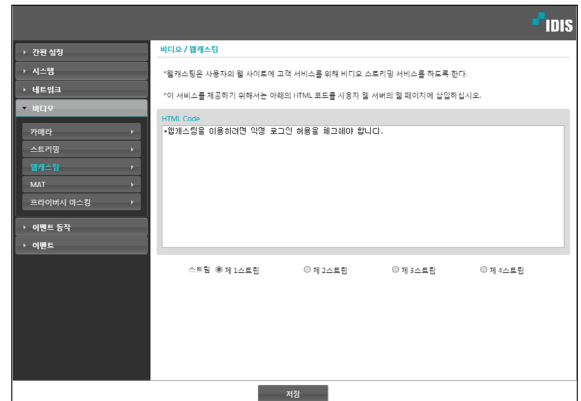 IDIS
간편 설정
시스템
네트워크
비디오
카메라
스트리밍
웹캐스팅
MAT
프라이버시 마스킹
이벤트 동작
이벤트
비디오 / 웹캐스팅
*웹캐스팅은 사용자의 웹 사이트에 고객 서비스를 위해 비디오 스트리밍 서비스를 하도록 한다.
*이 서비스를 제공하기 위해서는 아래의 HTML 코드를 사용자 웹 서버의 웹 페이지에 삽입하십시오.
HTML Code
*웹캐스팅을 이용하려면 익명 로그인 허용을 체크해야 합니다.
스트림 제 1스트림 제 2스트림 제 3스트림 제 4스트림
저장